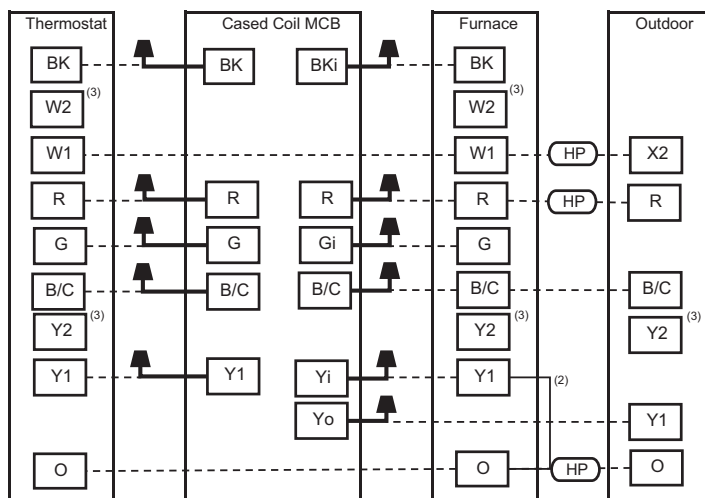 Thermostat Cased Coil MCB Furnace Outdoor
BK BK BKi BK
W2 (3) W2 (3)
W1 W1 HP X2
R R R R HP R
G G Gi G
B/C B/C B/C B/C B/C
Y2 (3) Y2 (3) Y2 (3)
Y1 Y1 Yi Y1 (2)
Yo Y1
O O HP O